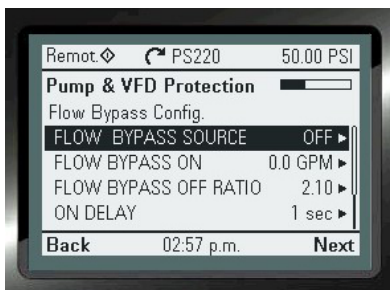 Remot. PS220 50.00 PSI
Pump & VFD Protection
Flow Bypass Config.
FLOW BYPASS SOURCE OFF
FLOW BYPASS ON 0.0 GPM
FLOW BYPASS OFF RATIO 2.10
ON DELAY 1 sec
Back 02:57 p.m. Next